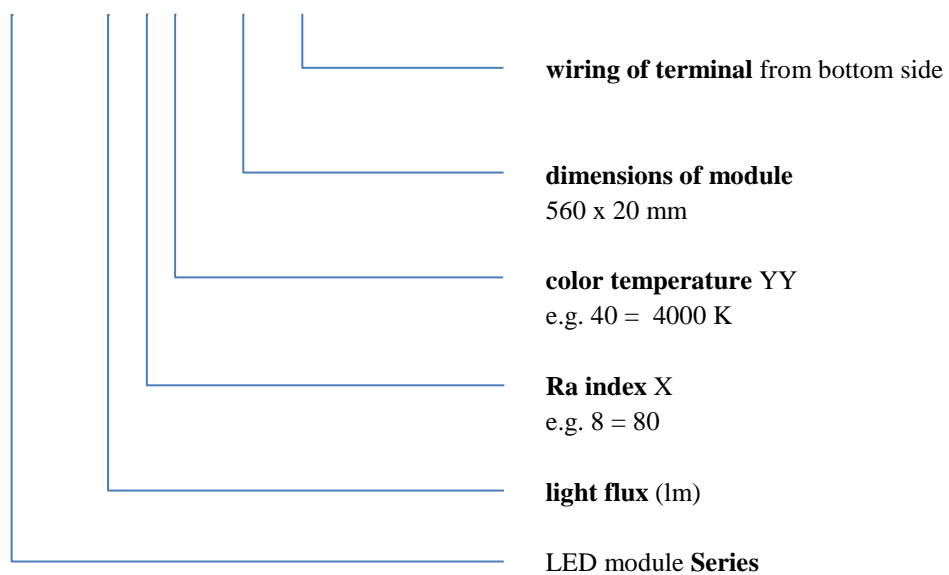 wiring of terminal from bottom side
dimensions of module
560 x 20 mm
color temperature YY
e.g. 40 = 4000 K
Ra index X
e.g. 8 = 80
light flux (lm)
LED module Series